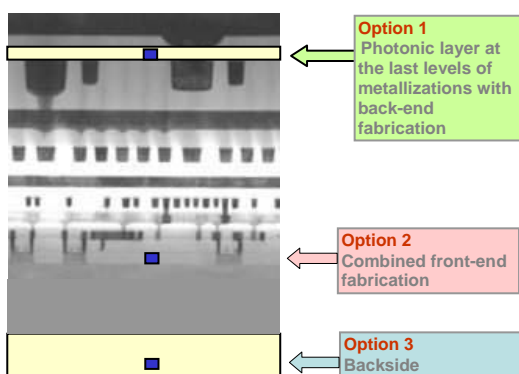 Option 1
Photonic layer at
the last levels of
metallizations with
back-end
fabrication
Option 2
Combined front-end
fabrication
Option 3
Backside